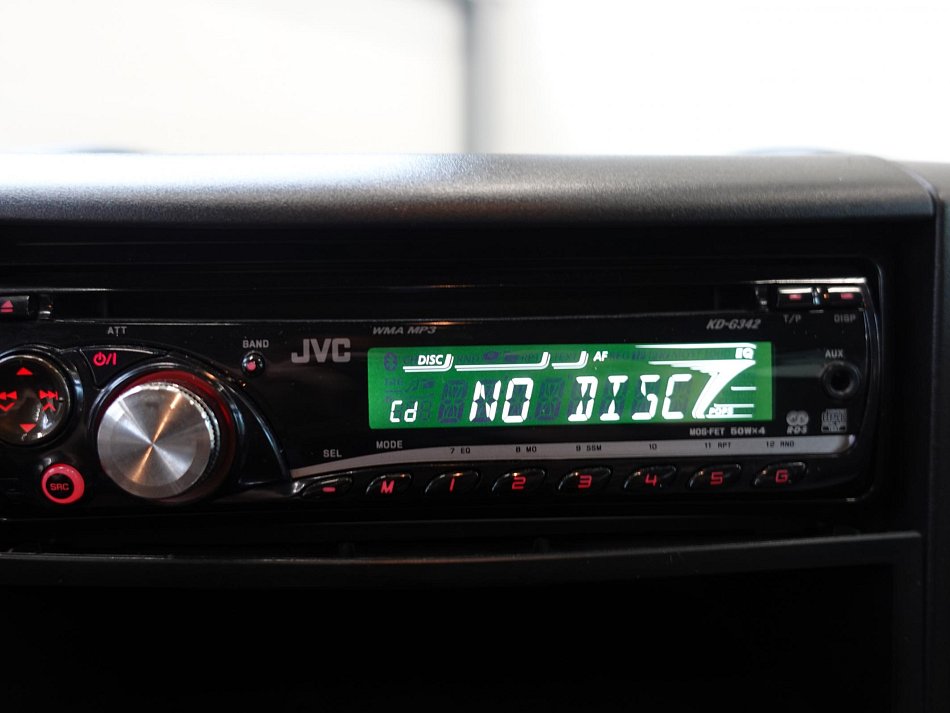 WMA MP3
KD-G342
T/P
DISP
ATT
BAND
JVC
DISC
AF
EQ
AUX
Cd
NO DISC
R·D·S
MOS-FET 50W×4
SEL
MODE
7 EQ
8 MO
9 SSM
10
11 RPT
12 RND
SRC
M
1
2
3
4
5
6